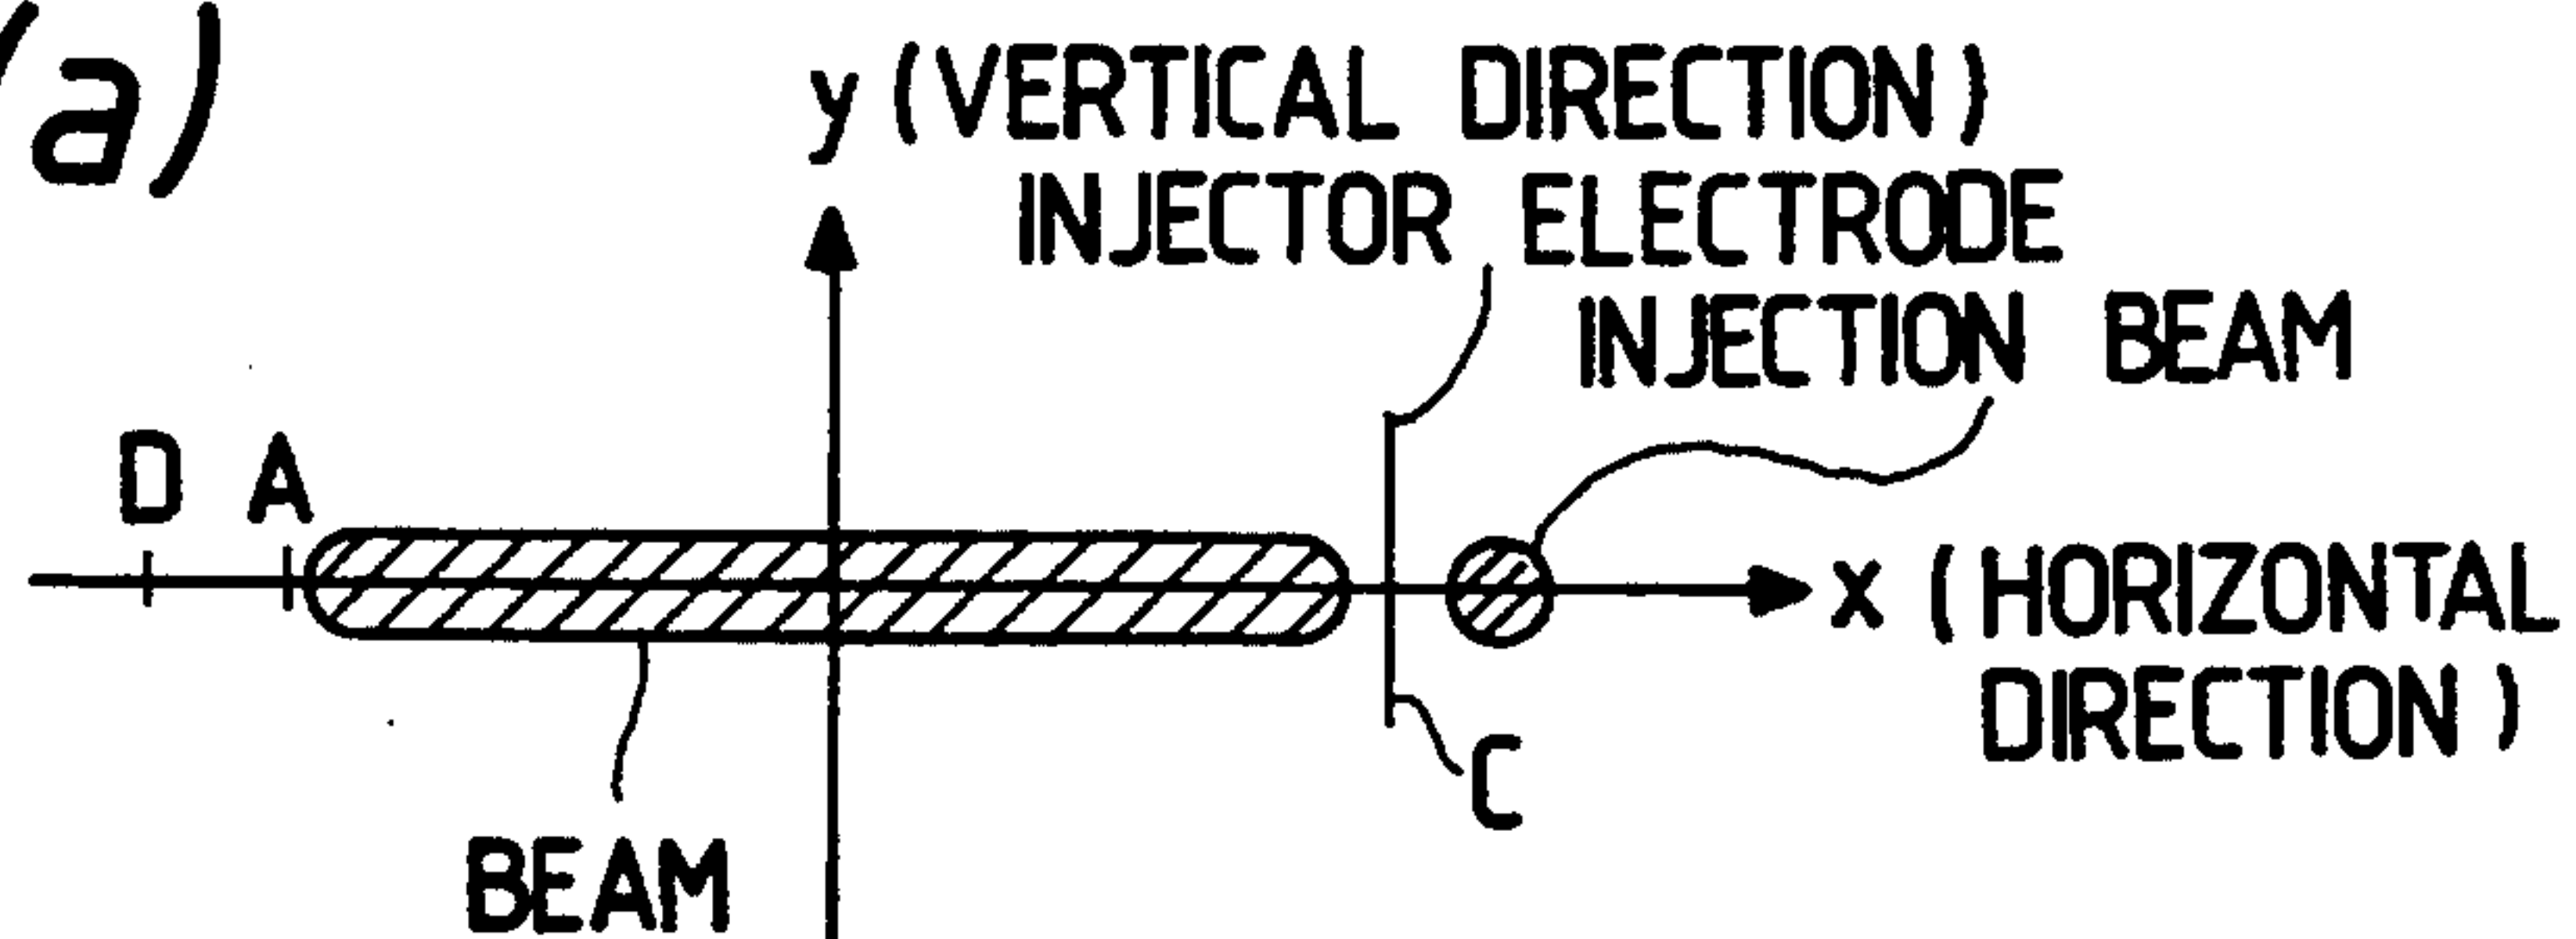 (a)
y (VERTICAL DIRECTION)
INJECTOR ELECTRODE
INJECTION BEAM
D A
x (HORIZONTAL
DIRECTION)
C
BEAM